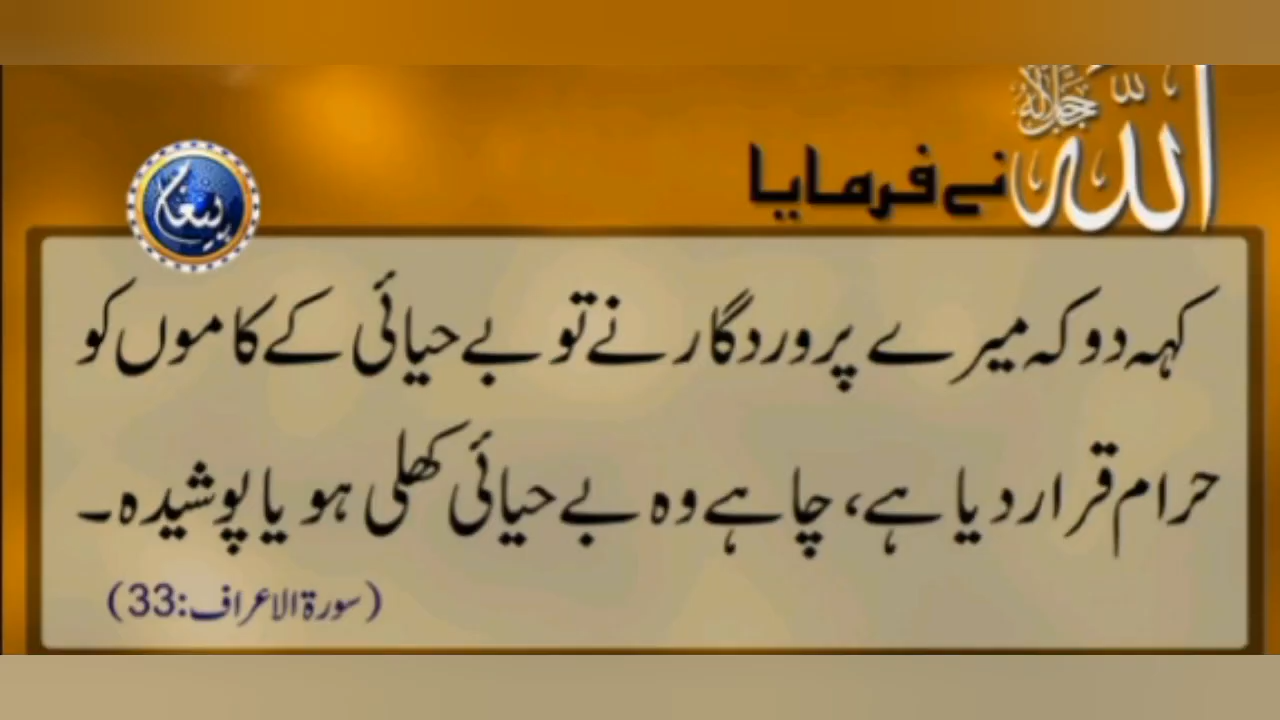 اللہ جل جلالہ نے فرمایا
پیغام
کہہ دو کہ میرے پروردگار نے تو بے حیائی کے کاموں کو
حرام قرار دیا ہے، چاہے وہ بے حیائی کھلی ہو یا پوشیدہ۔
(سورۃ الاعراف:33)